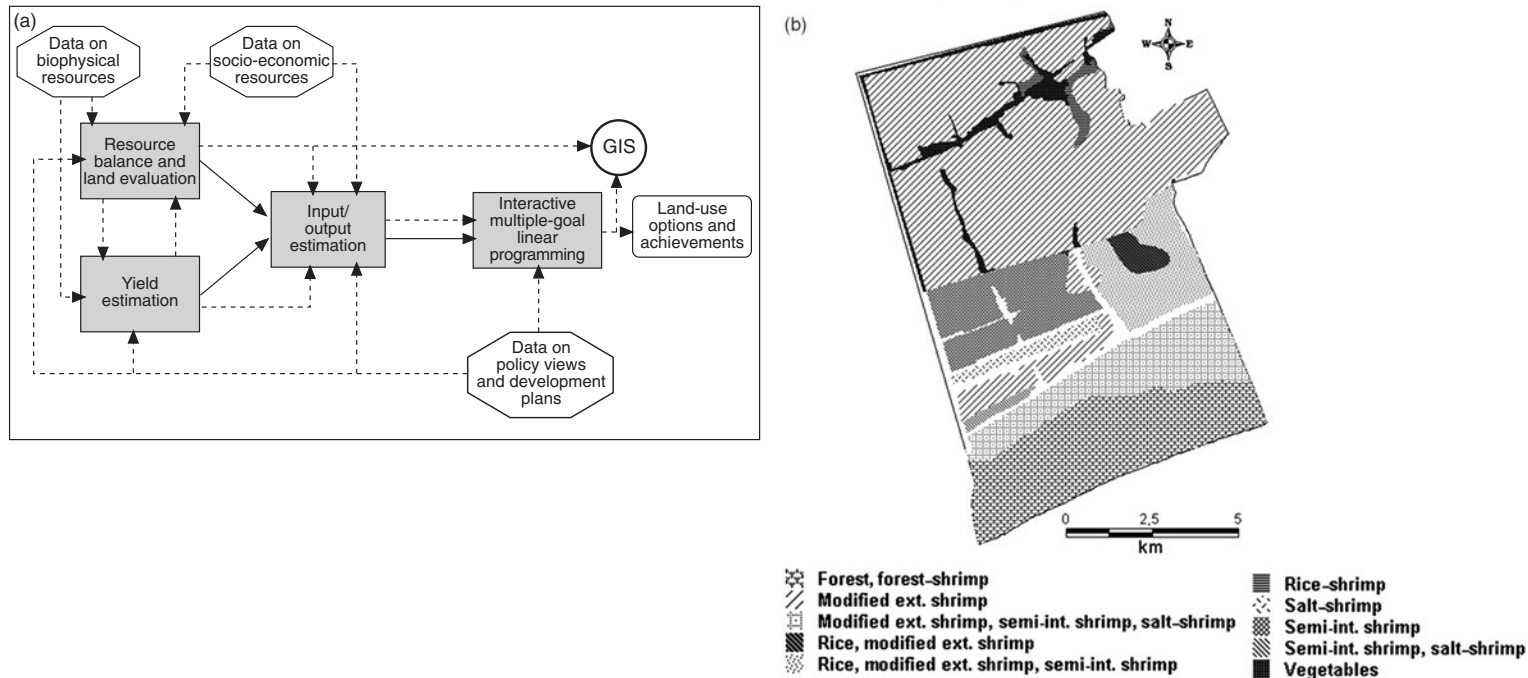 (a)
Data on
biophysical
resources
Data on
socio-economic
resources
Resource
balance and
land evaluation
GIS
Input/
output
estimation
Interactive
multiple-goal
linear
programming
Land-use
options and
achievements
Yield
estimation
Data on
policy views
and development
plans
(b)
N
W E
S
0 2.5 5
km
Forest, forest-shrimp
Modified ext. shrimp
Modified ext. shrimp, semi-int. shrimp, salt-shrimp
Rice, modified ext. shrimp
Rice, modified ext. shrimp, semi-int. shrimp
Rice-shrimp
Salt-shrimp
Semi-int. shrimp
Semi-int. shrimp, salt-shrimp
Vegetables